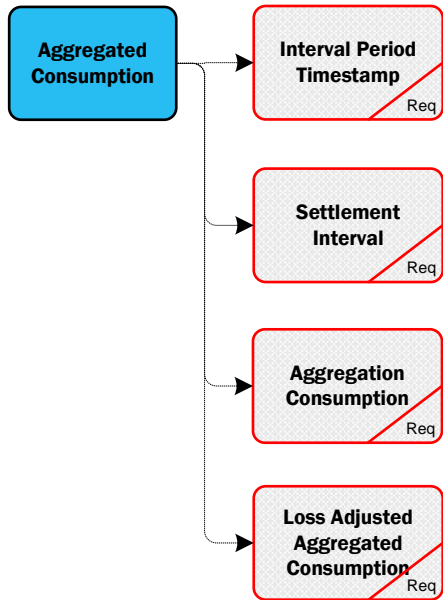 Aggregated
Consumption
Interval Period
Timestamp
Req
Settlement
Interval
Req
Aggregation
Consumption
Req
Loss Adjusted
Aggregated
Consumption
Req